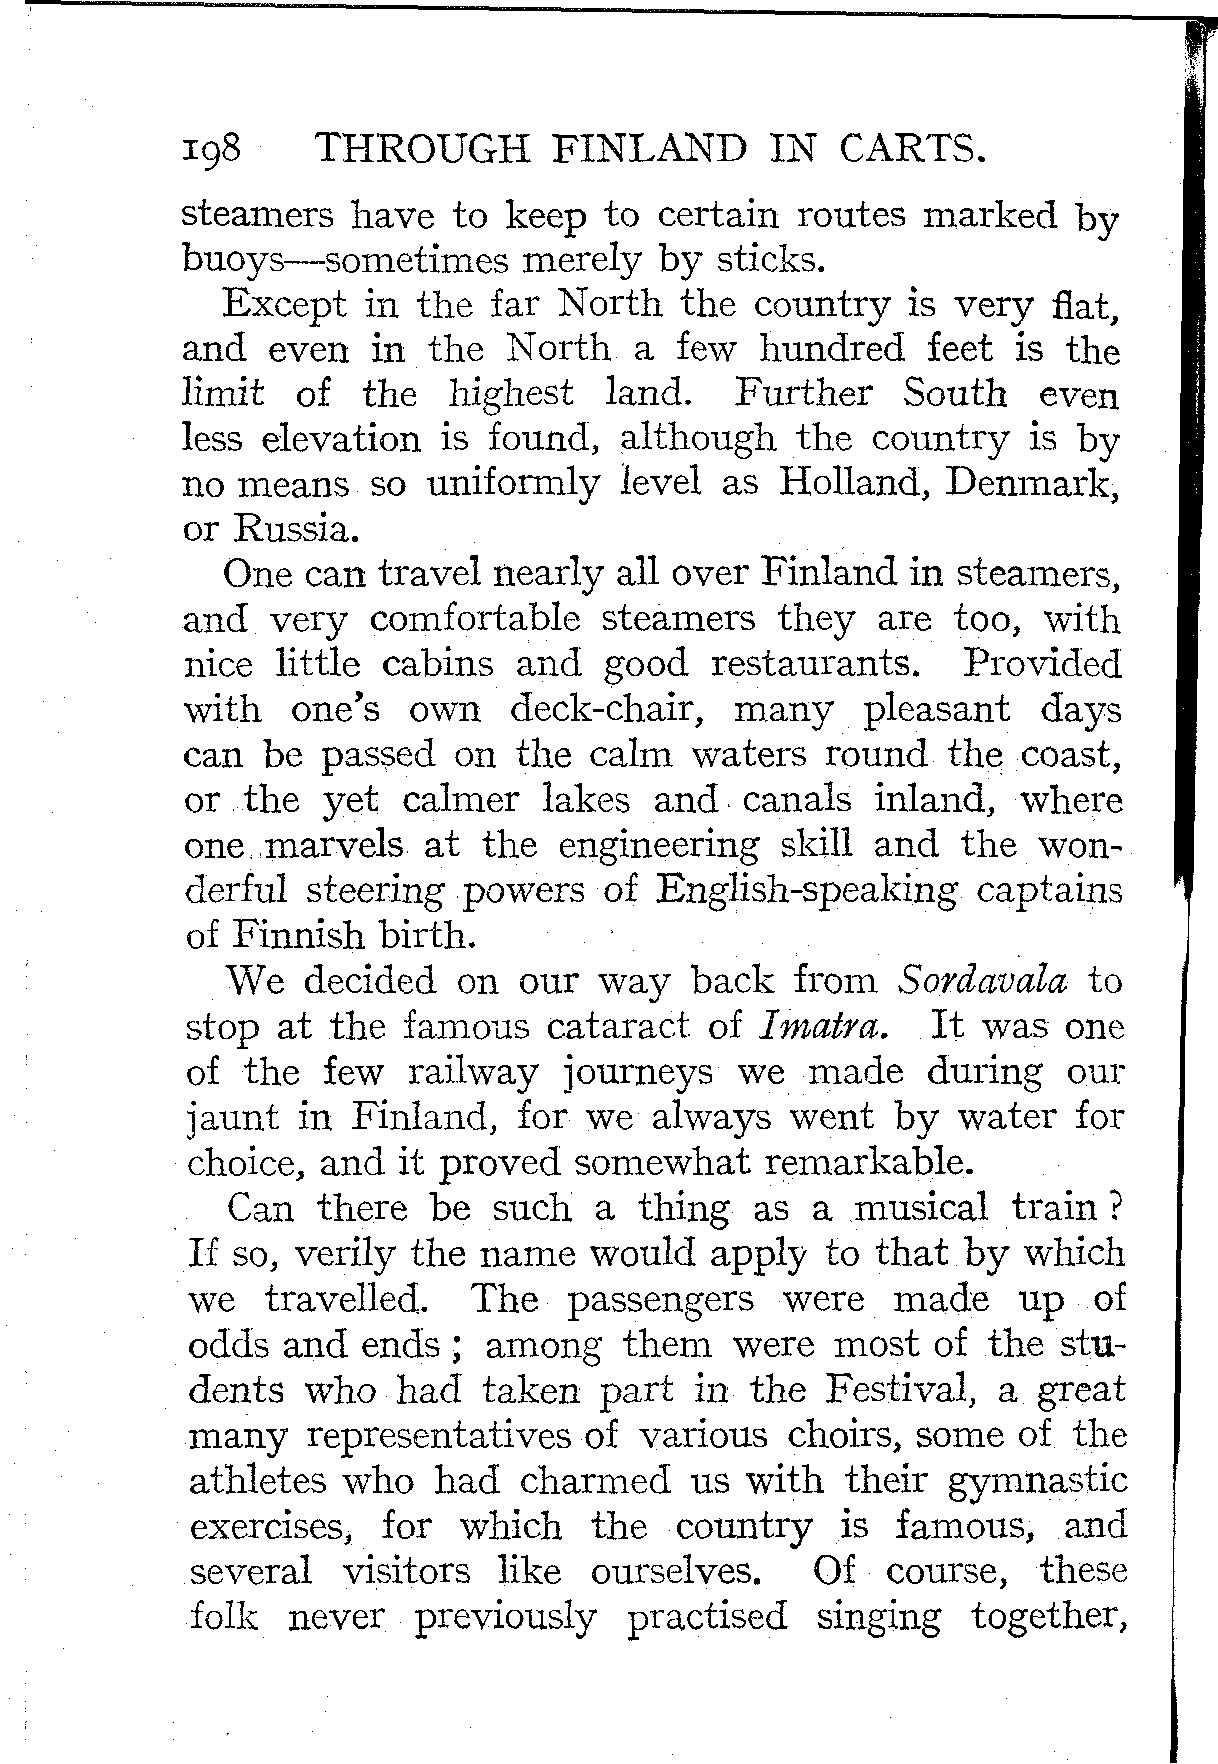 198 THROUGH FINLAND IN CARTS.
steamers have to keep to certain routes marked by
buoys—sometimes merely by sticks.
Except in the far North the country is very flat,
and even in the North a few hundred feet is the
limit of the highest land. Further South even
less elevation is found, although the country is by
no means so uniformly level as Holland, Denmark,
or Russia.
One can travel nearly all over Finland in steamers,
and very comfortable steamers they are too, with
nice little cabins and good restaurants. Provided
with one's own deck-chair, many pleasant days
can be passed on the calm waters round the coast,
or the yet calmer lakes and canals inland, where
one marvels at the engineering skill and the won-
derful steering powers of English-speaking captains
of Finnish birth.
We decided on our way back from Sordavala to
stop at the famous cataract of Imatra. It was one
of the few railway journeys we made during our
jaunt in Finland, for we always went by water for
choice, and it proved somewhat remarkable.
Can there be such a thing as a musical train ?
If so, verily the name would apply to that by which
we travelled. The passengers were made up of
odds and ends ; among them were most of the stu-
dents who had taken part in the Festival, a great
many representatives of various choirs, some of the
athletes who had charmed us with their gymnastic
exercises, for which the country is famous, and
several visitors like ourselves. Of course, these
folk never previously practised singing together,